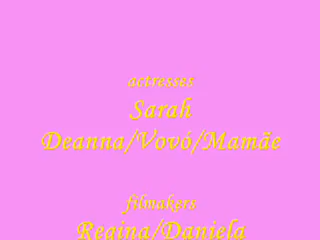 actresses
Sarah
Deanna/Vovó/Mamãe
filmakers
Regina/Daniela